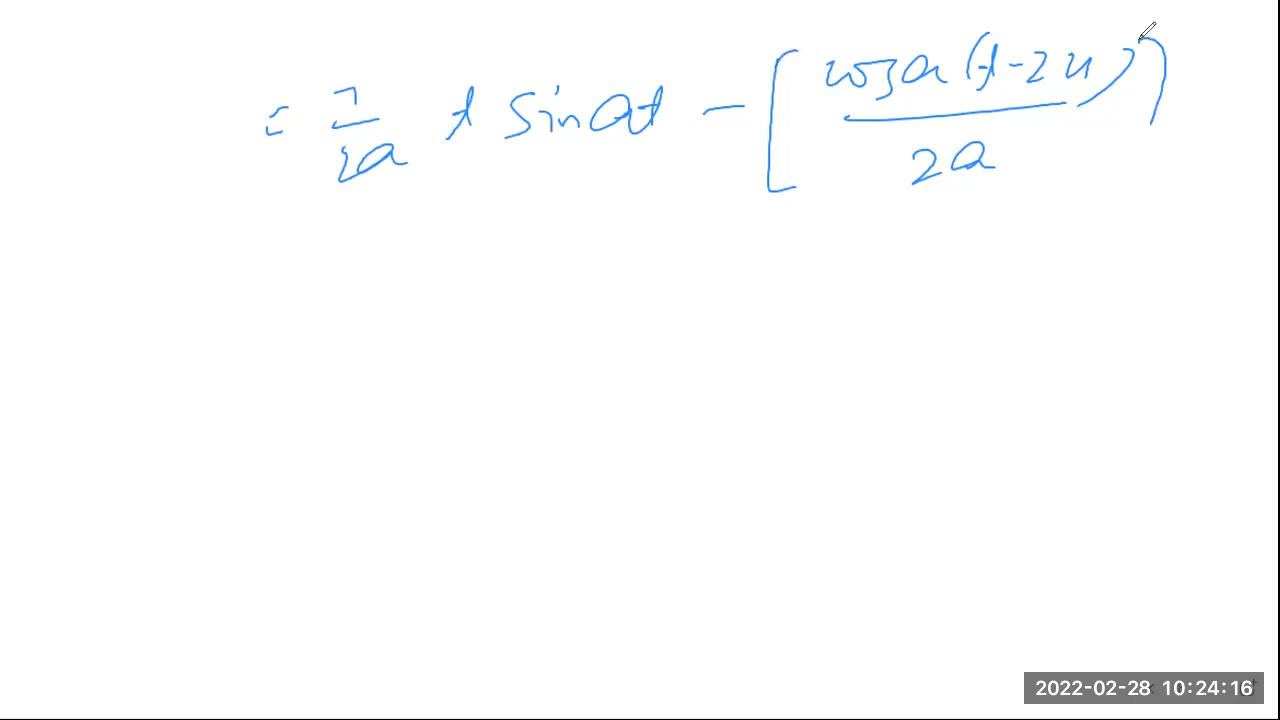 = 1/2a t sin at - [ cos a(t-2u) / 2a ]
2022-02-28 10:24:16